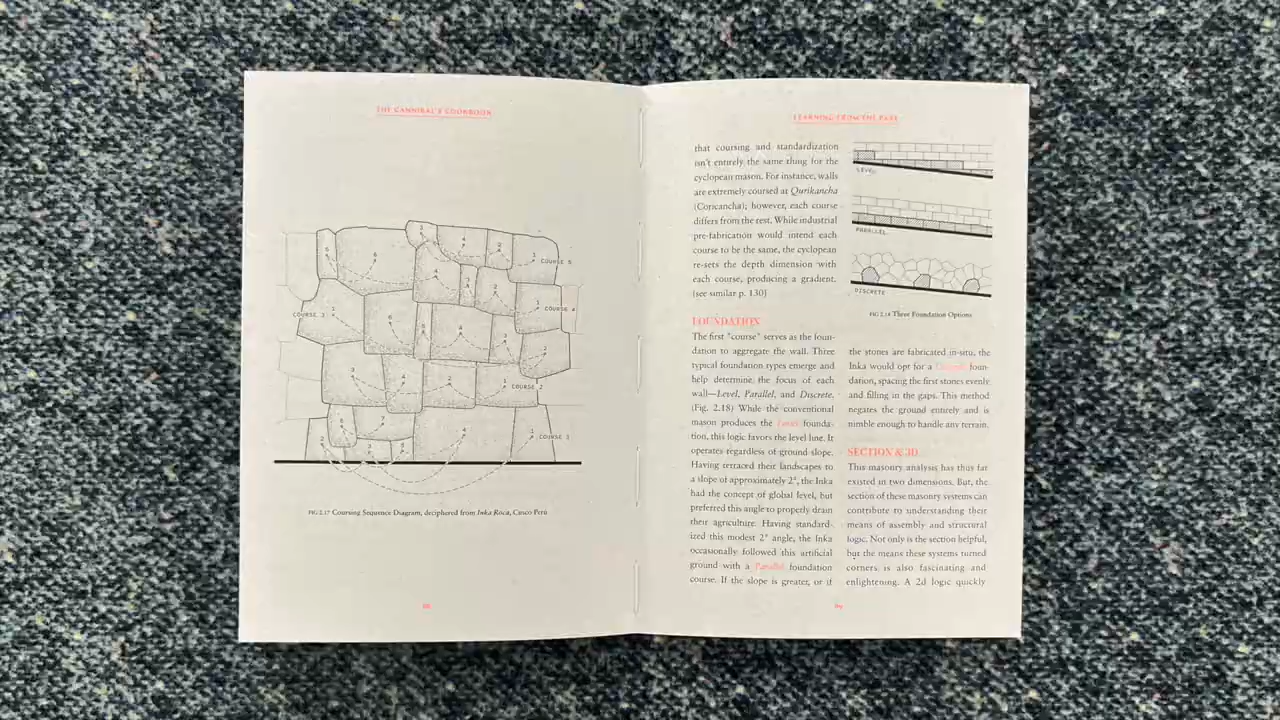 THE CANNIBAL'S COOKBOOK
COURSE 5
COURSE 4
COURSE 3
COURSE 2
COURSE 1
FIG 2.17 Coursing Sequence Diagram, deciphered from Inka Roca, Cusco Peru
LEARNING FROM THE PAST
that coursing and standardization
isn't entirely the same thing for the
cyclopean mason. For instance, walls
are extremely coursed at Qurikancha
(Coricancha); however, each course
differs from the rest. While industrial
pre-fabrication would intend each
course to be the same, the cyclopean
re-sets the depth dimension with
each course, producing a gradient.
(see similar p. 130)
FOUNDATION
The first "course" serves as the foun-
dation to aggregate the wall. Three
typical foundation types emerge and
help determine the focus of each
wall—Level, Parallel, and Discrete.
(Fig. 2.18) While the conventional
mason produces the Level founda-
tion, this logic favors the level line. It
operates regardless of ground slope.
Having terraced their landscapes to
a slope of approximately 2°, the Inka
had the concept of global level, but
preferred this angle to properly drain
their agriculture. Having standard-
ized this modest 2° angle, the Inka
occasionally followed this artificial
ground with a Parallel foundation
course. If the slope is greater, or if
LEVEL
PARALLEL
DISCRETE
FIG 2.18 Three Foundation Options
the stones are fabricated in-situ, the
Inka would opt for a foun-
dation, spacing the first stones evenly
and filling in the gaps. This method
negates the ground entirely and is
nimble enough to handle any terrain.
SECTION & 3D
This masonry analysis has thus far
existed in two dimensions. But, the
section of these masonry systems can
contribute to understanding their
means of assembly and structural
logic. Not only is the section helpful,
but the means these systems turned
corners is also fascinating and
enlightening. A 2d logic quickly